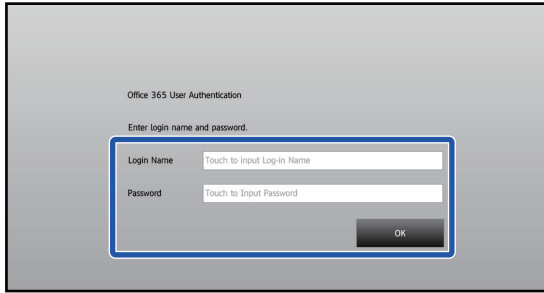 Office 365 User Authentication
Enter login name and password.
Login Name Touch to input Log-in Name
Password Touch to Input Password
OK